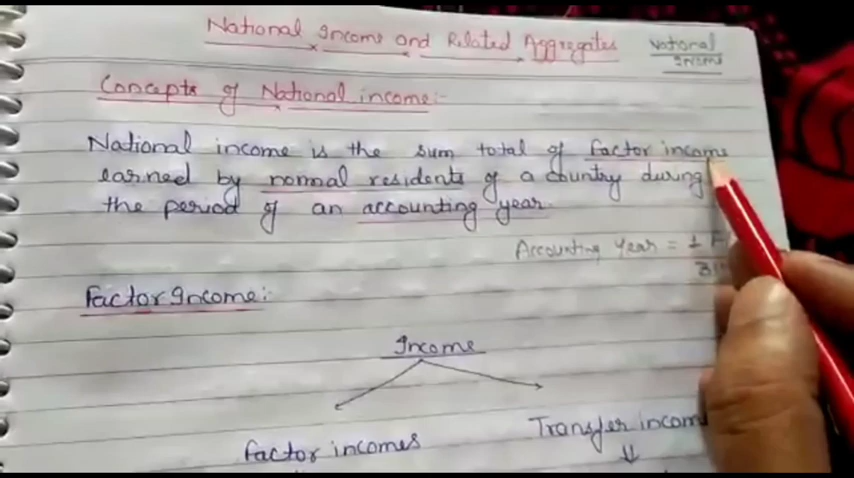 National Income and Related Aggregates
National
Income
Concepts of National income:-
National income is the sum total of factor income
earned by normal residents of a country during
the period of an accounting year.
Accounting year = 1
Factor Income:-
Income
Factor incomes
Transfer incom